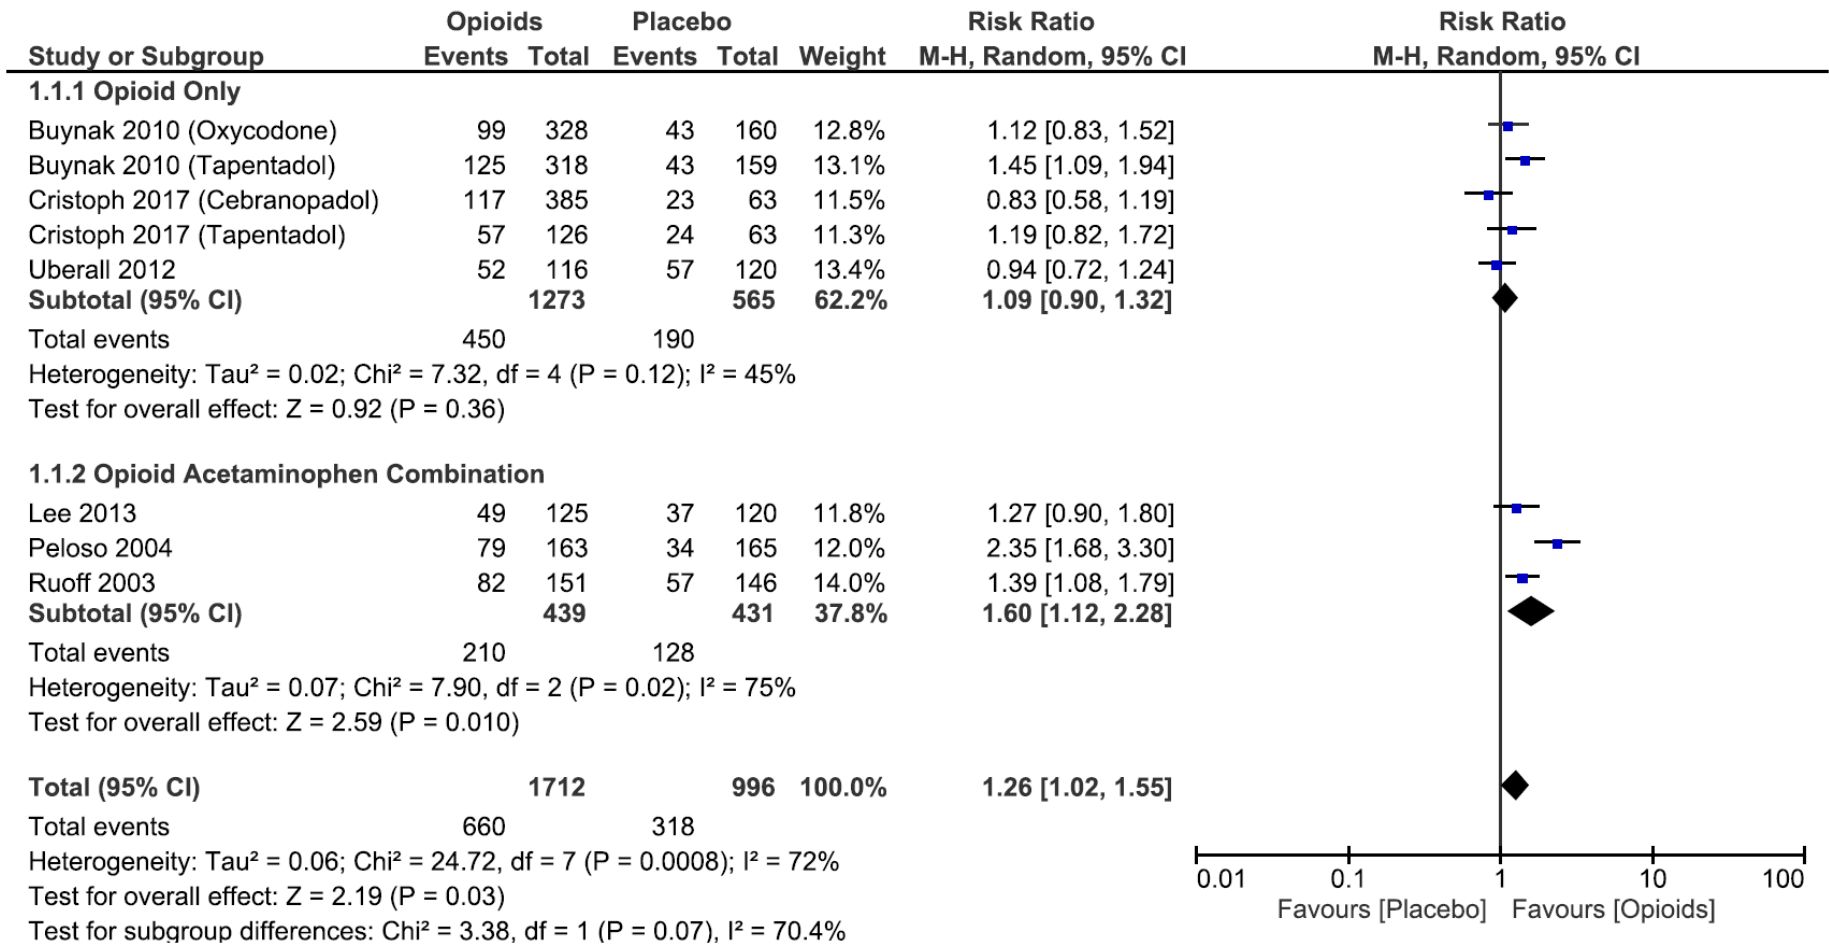 Opioids Placebo Risk Ratio Risk Ratio
Study or Subgroup Events Total Events Total Weight M-H, Random, 95% CI M-H, Random, 95% CI
1.1.1 Opioid Only
Buynak 2010 (Oxycodone) 99 328 43 160 12.8% 1.12 [0.83, 1.52]
Buynak 2010 (Tapentadol) 125 318 43 159 13.1% 1.45 [1.09, 1.94]
Cristoph 2017 (Cebranopadol) 117 385 23 63 11.5% 0.83 [0.58, 1.19]
Cristoph 2017 (Tapentadol) 57 126 24 63 11.3% 1.19 [0.82, 1.72]
Uberall 2012 52 116 57 120 13.4% 0.94 [0.72, 1.24]
Subtotal (95% CI) 1273 565 62.2% 1.09 [0.90, 1.32]
Total events 450 190
Heterogeneity: Tau² = 0.02; Chi² = 7.32, df = 4 (P = 0.12); I² = 45%
Test for overall effect: Z = 0.92 (P = 0.36)
1.1.2 Opioid Acetaminophen Combination
Lee 2013 49 125 37 120 11.8% 1.27 [0.90, 1.80]
Peloso 2004 79 163 34 165 12.0% 2.35 [1.68, 3.30]
Ruoff 2003 82 151 57 146 14.0% 1.39 [1.08, 1.79]
Subtotal (95% CI) 439 431 37.8% 1.60 [1.12, 2.28]
Total events 210 128
Heterogeneity: Tau² = 0.07; Chi² = 7.90, df = 2 (P = 0.02); I² = 75%
Test for overall effect: Z = 2.59 (P = 0.010)
Total (95% CI) 1712 996 100.0% 1.26 [1.02, 1.55]
Total events 660 318
Heterogeneity: Tau² = 0.06; Chi² = 24.72, df = 7 (P = 0.0008); I² = 72%
Test for overall effect: Z = 2.19 (P = 0.03)
Test for subgroup differences: Chi² = 3.38, df = 1 (P = 0.07), I² = 70.4%
0.01 0.1 1 10 100
Favours [Placebo] Favours [Opioids]